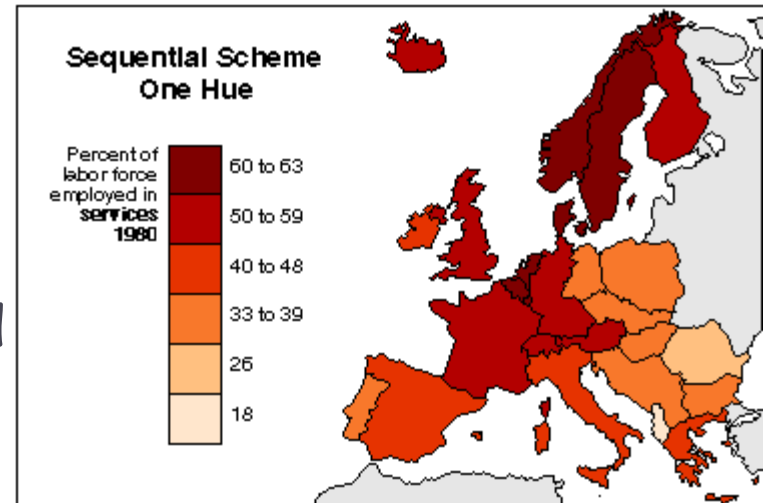 Sequential Scheme
One Hue
Percent of
labor force
employed in
services
1980
60 to 63
50 to 59
40 to 48
33 to 39
26
18